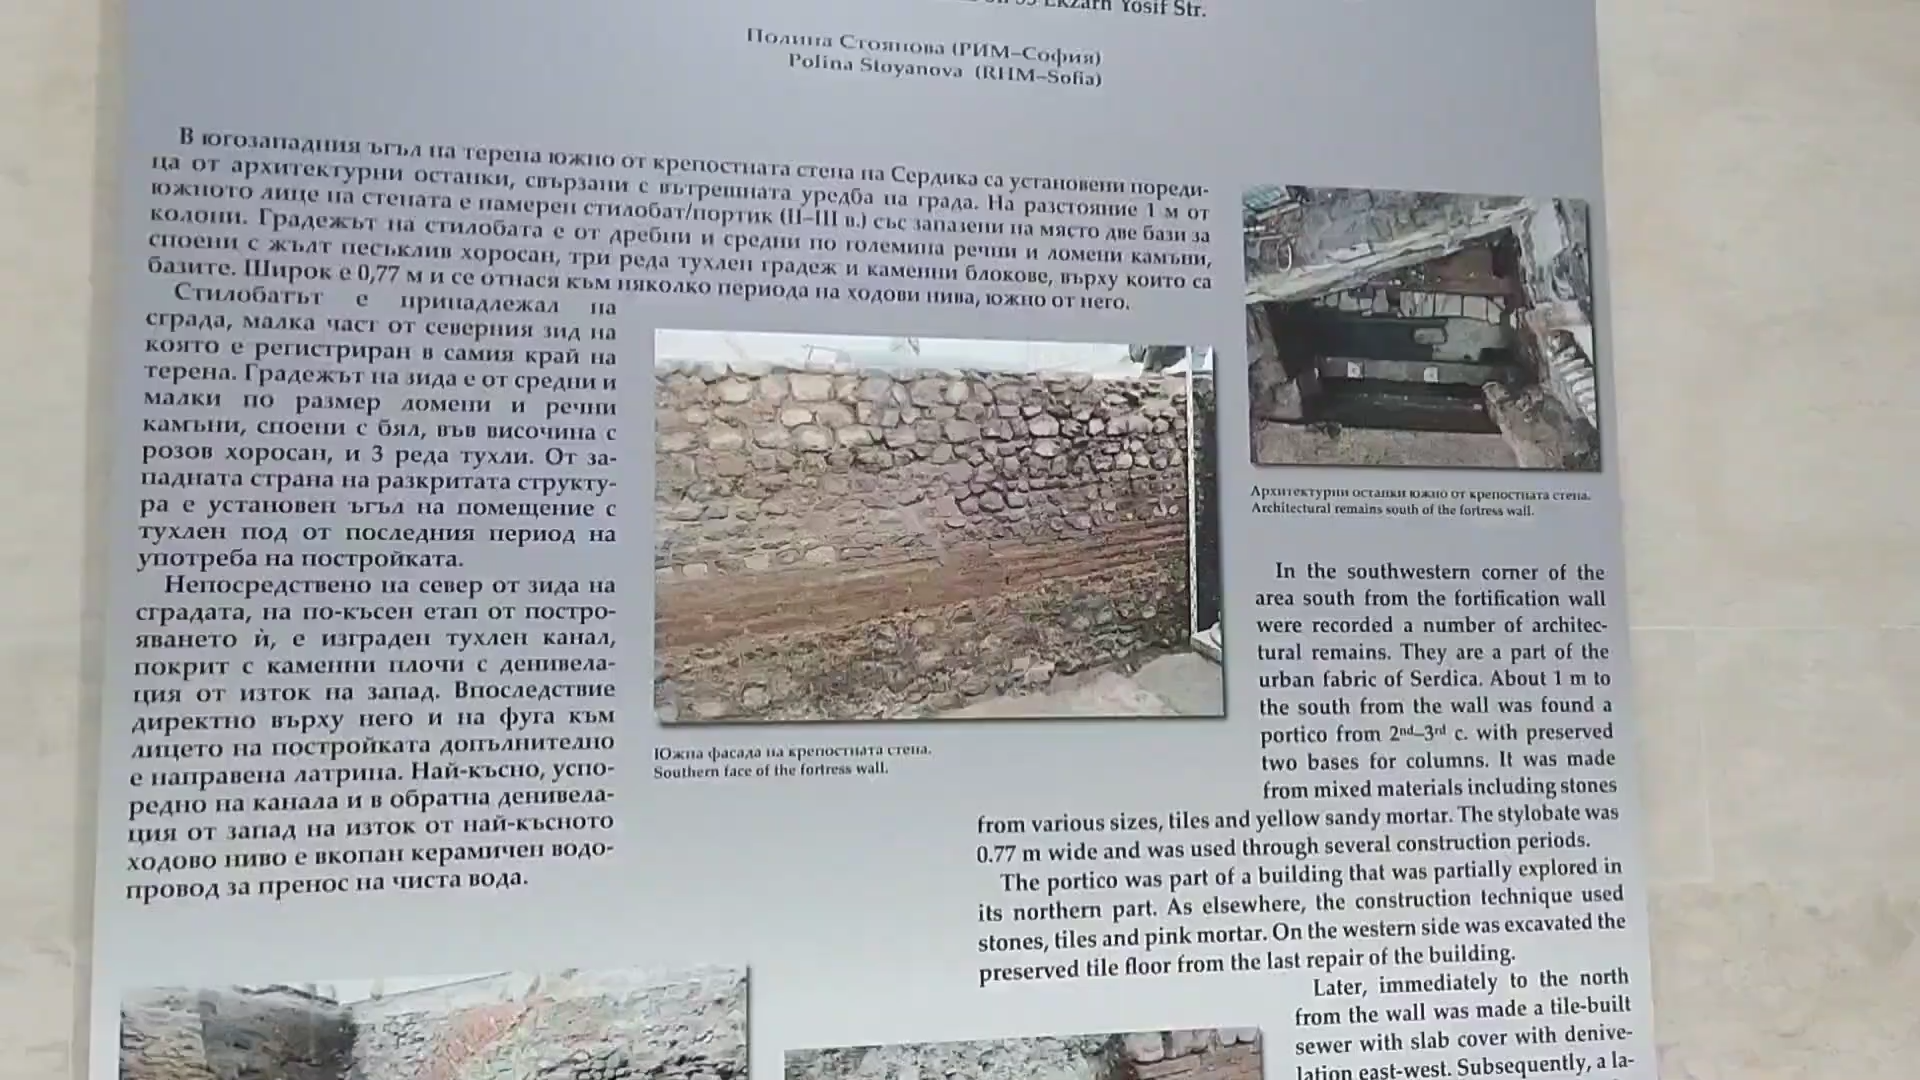 Ekzarh Yosif Str.
Полина Стоянова (РИМ–София)
Polina Stoyanova (RHM–Sofia)
В югозападния ъгъл на терена южно от крепостната стена на Сердика са установени пореди-
ца от архитектурни останки, свързани с вътрешната уредба на града. На разстояние 1 м от
южното лице на стената е намерен стилобат/портик (II–III в.) със запазени на място две бази за
колони. Градежът на стилобата е от дребни и средни по големина речни и ломени камъни,
споени с жълт песъклив хоросан, три реда тухлен градеж и каменни блокове, върху които са
базите. Широк е 0,77 м и се отнася към няколко периода на ходови нива, южно от него.
Стилобатът е принадлежал на
сграда, малка част от северния зид на
която е регистриран в самия край на
терена. Градежът на зида е от средни и
малки по размер ломени и речни
камъни, споени с бял, във височина с
розов хоросан, и 3 реда тухли. От за-
падната страна на разкритата структу-
ра е установен ъгъл на помещение с
тухлен под от последния период на
употреба на постройката.
Непосредствено на север от зида на
сградата, на по-късен етап от постро-
яването ѝ, е изграден тухлен канал,
покрит с каменни плочи с денивела-
ция от изток на запад. Впоследствие
директно върху него и на фуга към
лицето на постройката допълнително
е направена латрина. Най-късно, успо-
редно на канала и в обратна денивела-
ция от запад на изток от най-късното
ходово ниво е вкопан керамичен водо-
провод за пренос на чиста вода.
Южна фасада на крепостната стена.
Southern face of the fortress wall.
Архитектурни останки южно от крепостната стена.
Architectural remains south of the fortress wall.
In the southwestern corner of the
area south from the fortification wall
were recorded a number of architec-
tural remains. They are a part of the
urban fabric of Serdica. About 1 m to
the south from the wall was found a
portico from 2nd–3rd c. with preserved
two bases for columns. It was made
from mixed materials including stones
from various sizes, tiles and yellow sandy mortar. The stylobate was
0.77 m wide and was used through several construction periods.
The portico was part of a building that was partially explored in
its northern part. As elsewhere, the construction technique used
stones, tiles and pink mortar. On the western side was excavated the
preserved tile floor from the last repair of the building.
Later, immediately to the north
from the wall was made a tile-built
sewer with slab cover with denive-
lation east-west. Subsequently, a la-